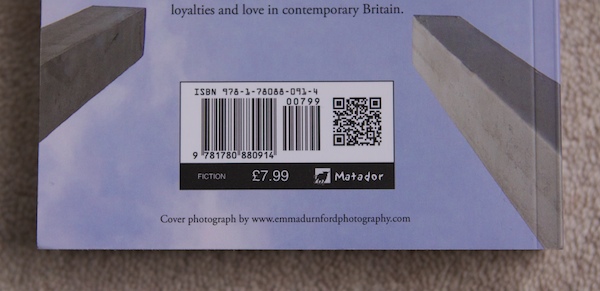 loyalties and love in contemporary Britain.
ISBN 978-1-78088-091-4
00799
9 781780 880914
FICTION £7.99 Matador
Cover photograph by www.emmadurnfordphotography.com